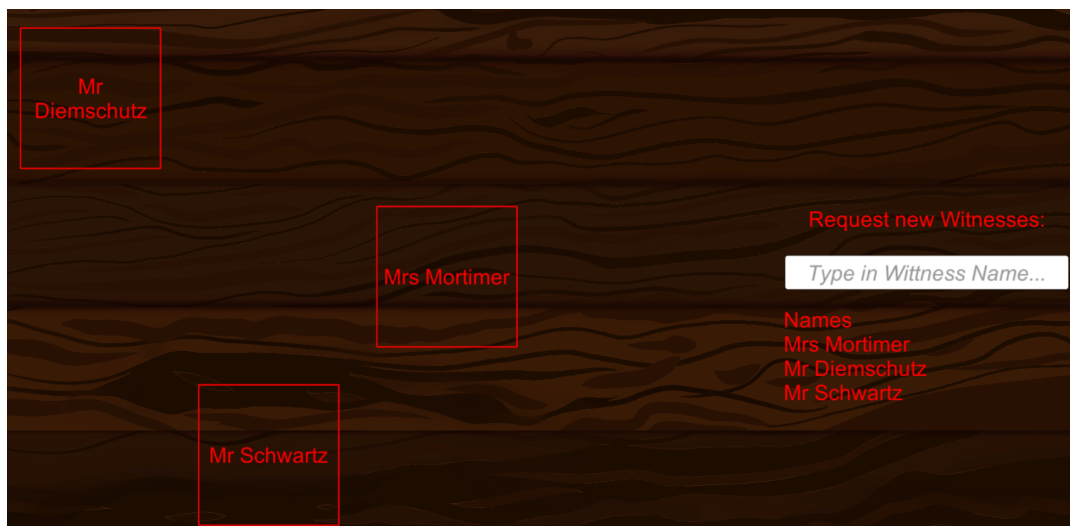 Mr
Diemschutz
Request new Witnesses:
Mrs Mortimer
Type in Wittness Name...
Names
Mrs Mortimer
Mr Diemschutz
Mr Schwartz
Mr Schwartz